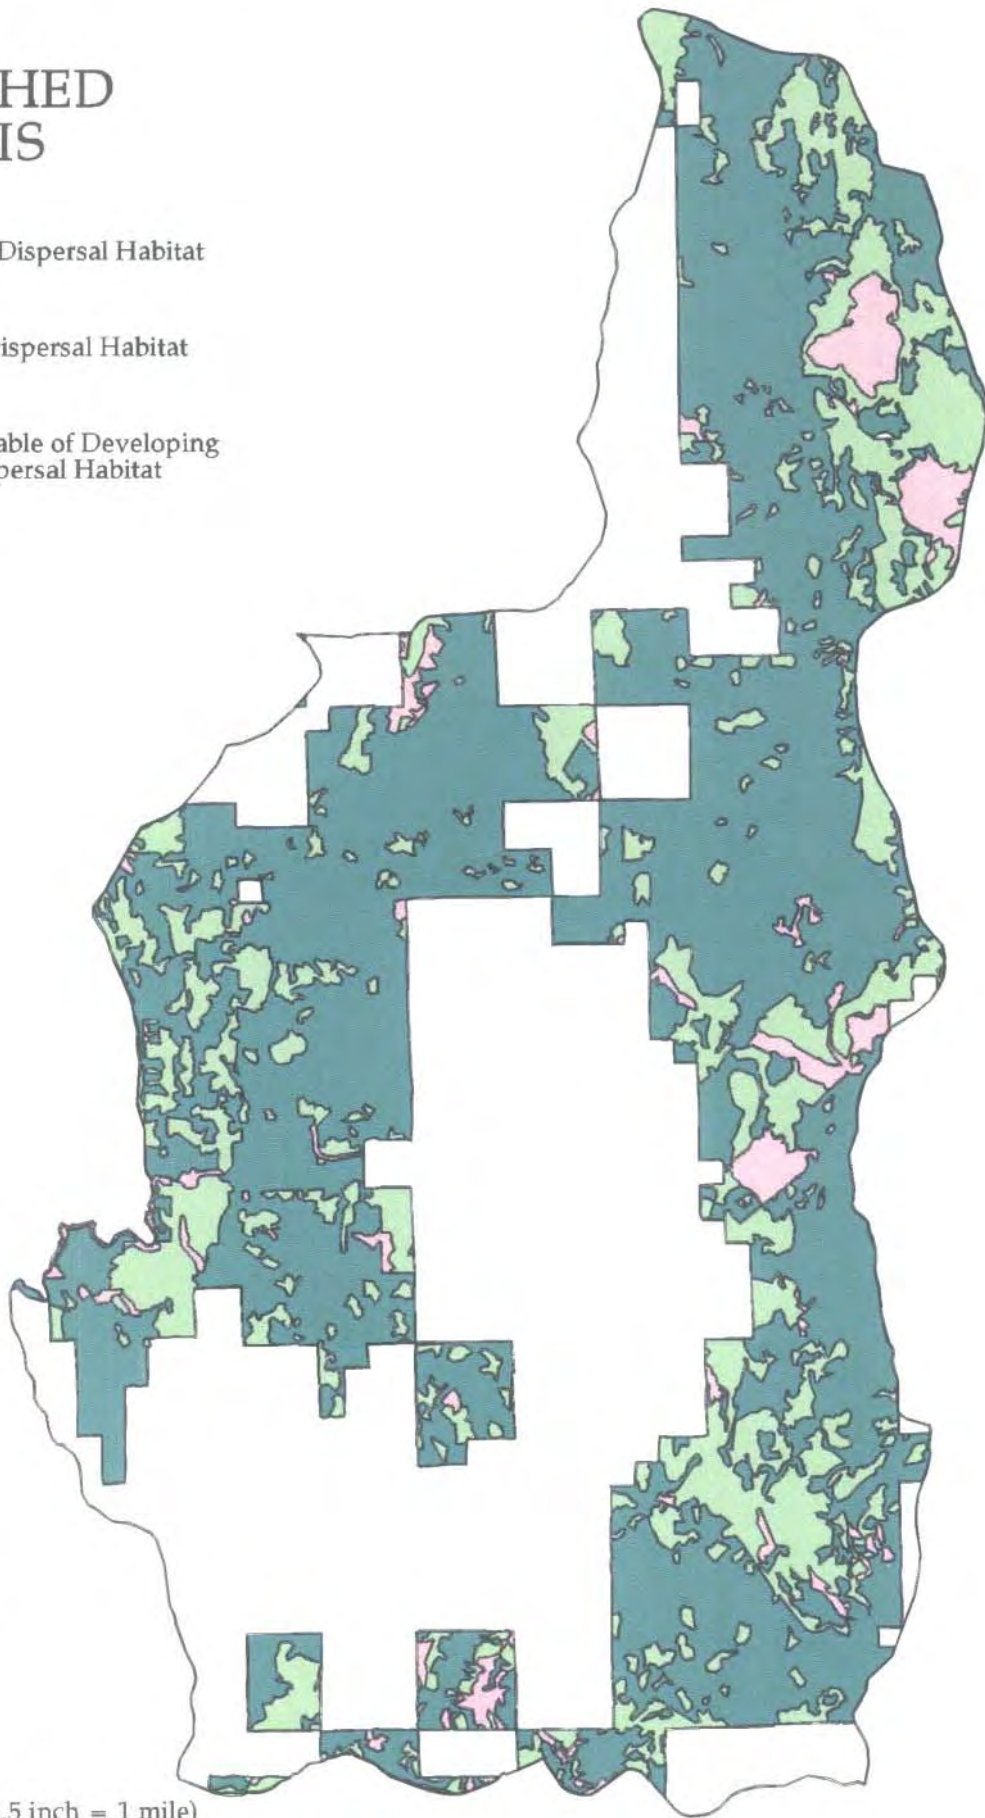 HED
IS
Dispersal Habitat
ispersal Habitat
able of Developing
persal Habitat
.5 inch = 1 mile)